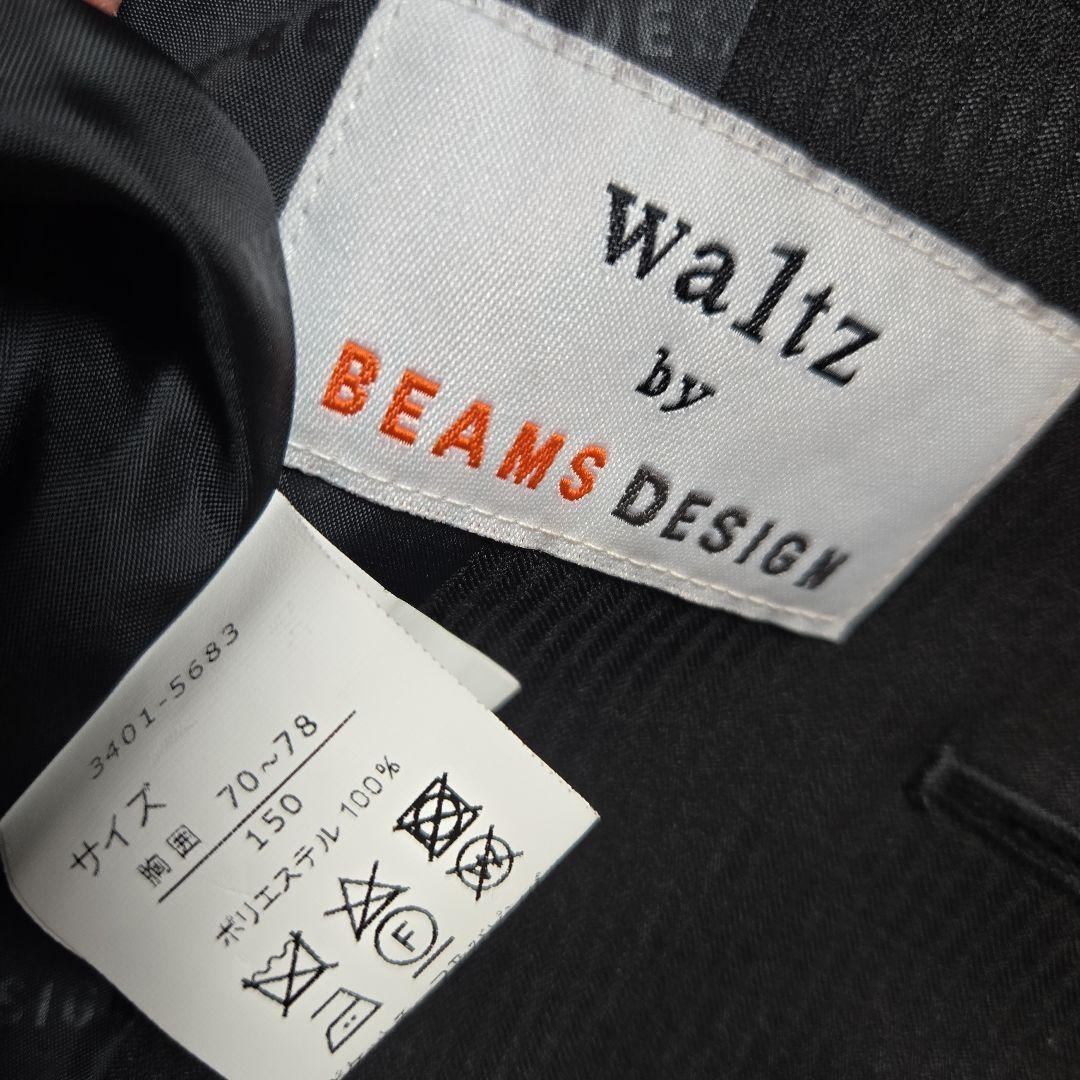 waltz
by
BEAMS DESIGN
3401-5683
サイズ
胸囲 70~78
150
ポリエステル 100%
F
W